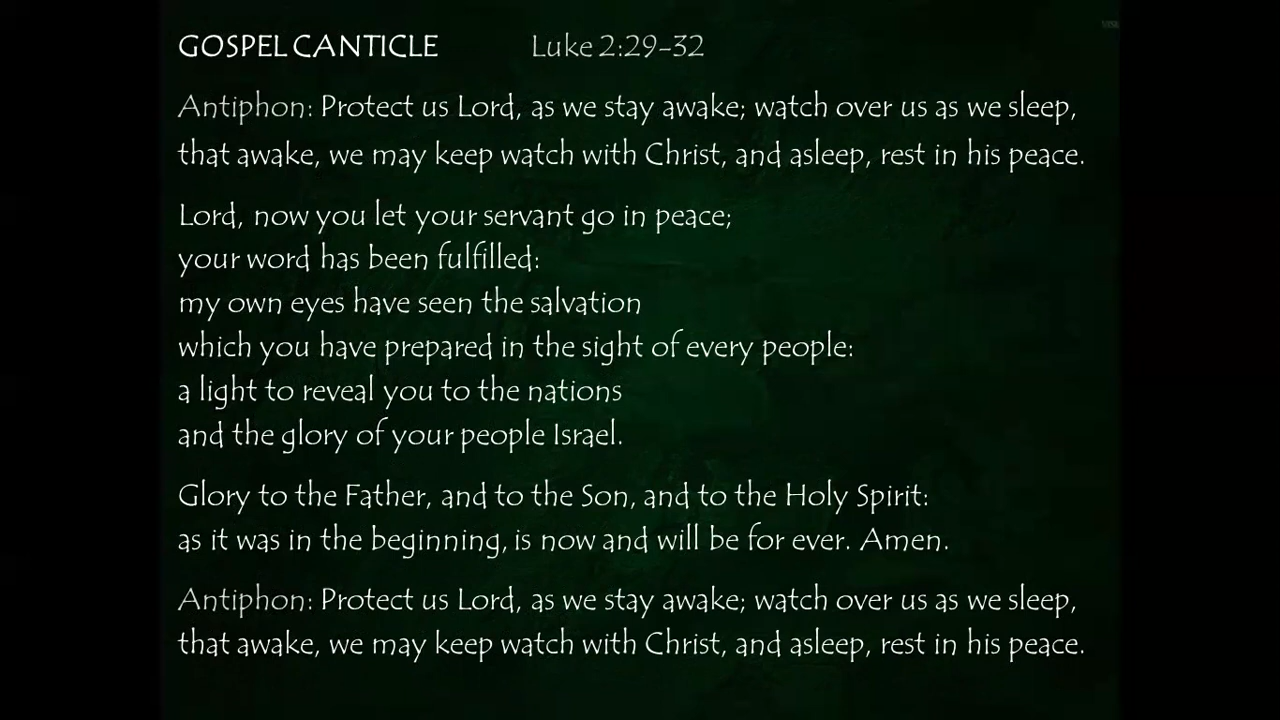 GOSPEL CANTICLE Luke 2:29-32
Antiphon: Protect us Lord, as we stay awake; watch over us as we sleep,
that awake, we may keep watch with Christ, and asleep, rest in his peace.
Lord, now you let your servant go in peace;
your word has been fulfilled:
my own eyes have seen the salvation
which you have prepared in the sight of every people:
a light to reveal you to the nations
and the glory of your people Israel.
Glory to the Father, and to the Son, and to the Holy Spirit:
as it was in the beginning, is now and will be for ever. Amen.
Antiphon: Protect us Lord, as we stay awake; watch over us as we sleep,
that awake, we may keep watch with Christ, and asleep, rest in his peace.